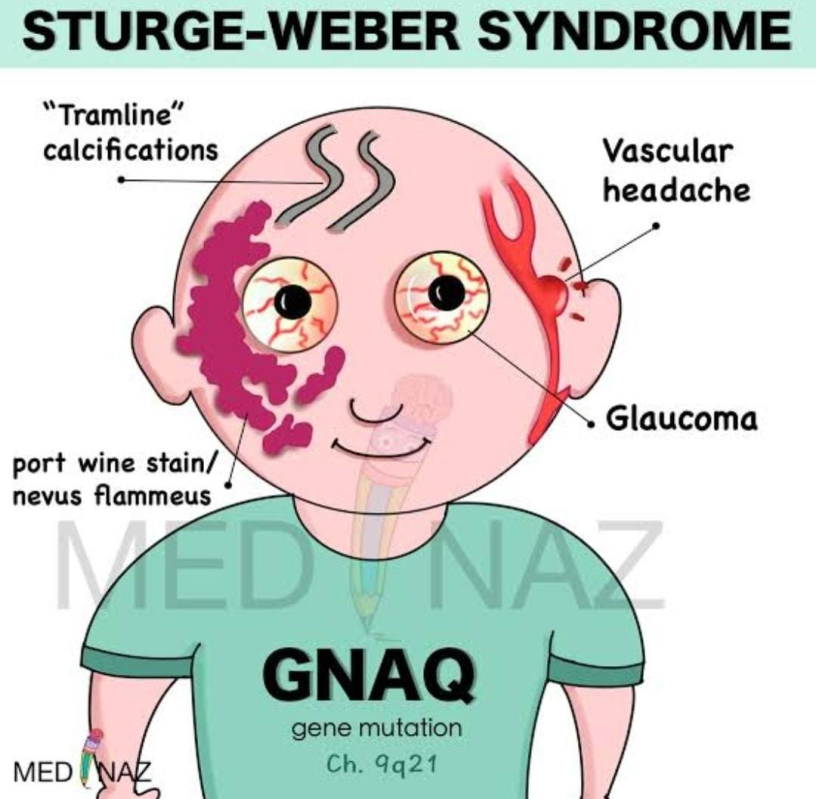 STURGE-WEBER SYNDROME
“Tramline”
calcifications
Vascular
headache
Glaucoma
port wine stain/
nevus flammeus
MED NAZ
GNAQ
gene mutation
Ch. 9q21
MED NAZ